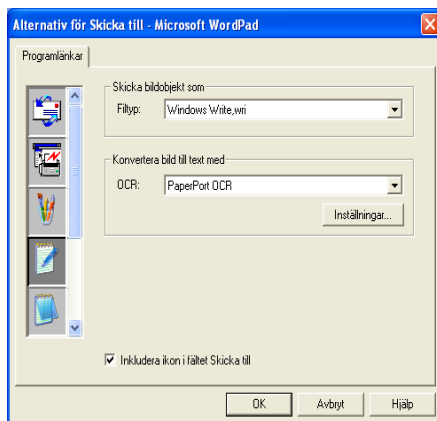 Alternativ för Skicka till - Microsoft WordPad
Programlänkar
Skicka bildobjekt som
Filtyp: Windows Write,wri
Konvertera bild till text med
OCR: PaperPort OCR
Inställningar...
Inkludera ikon i fältet Skicka till
OK Avbryt Hjälp